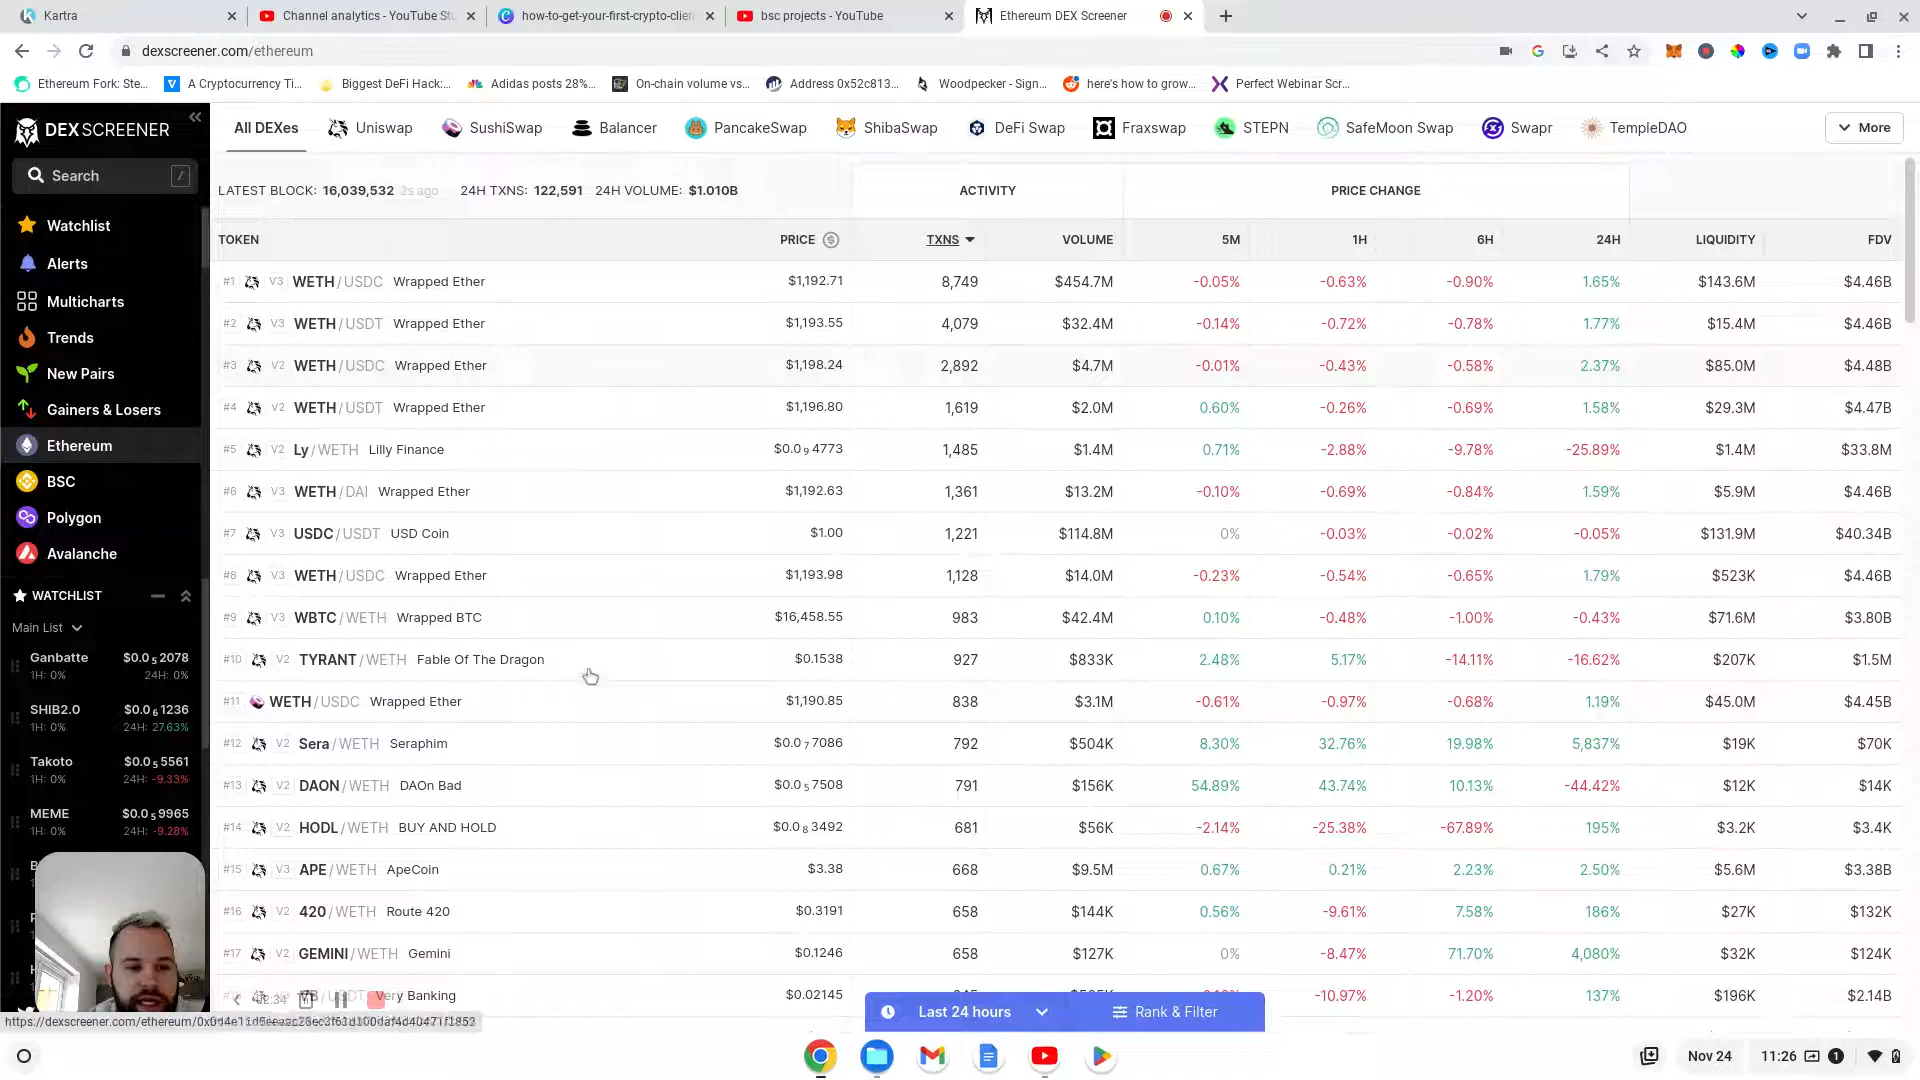 Kartra
Channel analytics - YouTube Stu
how-to-get-your-first-crypto-clien
bsc projects - YouTube
Ethereum DEX Screener
dexscreener.com/ethereum
Ethereum Fork: Ste...
A Cryptocurrency Ti...
Biggest DeFi Hack:...
Adidas posts 28%...
On-chain volume vs...
Address 0x52c813...
Woodpecker - Sign...
here's how to grow...
Perfect Webinar Scr...
DEX SCREENER
Search /
Watchlist
Alerts
Multicharts
Trends
New Pairs
Gainers & Losers
Ethereum
BSC
Polygon
Avalanche
WATCHLIST
Main List
Ganbatte $0.0₅2078
1H: 0% 24H: 0%
SHIB2.0 $0.0₆1236
1H: 0% 24H: 27.63%
Takoto $0.0₅5561
1H: 0% 24H: -9.33%
MEME $0.0₅9965
1H: 0% 24H: -9.28%
All DEXes Uniswap SushiSwap Balancer PancakeSwap ShibaSwap DeFi Swap Fraxswap STEPN SafeMoon Swap Swapr TempleDAO More
LATEST BLOCK: 16,039,532 2s ago 24H TXNS: 122,591 24H VOLUME: $1.010B ACTIVITY PRICE CHANGE
TOKEN PRICE TXNS VOLUME 5M 1H 6H 24H LIQUIDITY FDV
#1 V3 WETH/USDC Wrapped Ether $1,192.71 8,749 $454.7M -0.05% -0.63% -0.90% 1.65% $143.6M $4.46B
#2 V3 WETH/USDT Wrapped Ether $1,193.55 4,079 $32.4M -0.14% -0.72% -0.78% 1.77% $15.4M $4.46B
#3 V2 WETH/USDC Wrapped Ether $1,198.24 2,892 $4.7M -0.01% -0.43% -0.58% 2.37% $85.0M $4.48B
#4 V2 WETH/USDT Wrapped Ether $1,196.80 1,619 $2.0M 0.60% -0.26% -0.69% 1.58% $29.3M $4.47B
#5 V2 Ly/WETH Lilly Finance $0.0₉4773 1,485 $1.4M 0.71% -2.88% -9.78% -25.89% $1.4M $33.8M
#6 V3 WETH/DAI Wrapped Ether $1,192.63 1,361 $13.2M -0.10% -0.69% -0.84% 1.59% $5.9M $4.46B
#7 V3 USDC/USDT USD Coin $1.00 1,221 $114.8M 0% -0.03% -0.02% -0.05% $131.9M $40.34B
#8 V3 WETH/USDC Wrapped Ether $1,193.98 1,128 $14.0M -0.23% -0.54% -0.65% 1.79% $523K $4.46B
#9 V3 WBTC/WETH Wrapped BTC $16,458.55 983 $42.4M 0.10% -0.48% -1.00% -0.43% $71.6M $3.80B
#10 V2 TYRANT/WETH Fable Of The Dragon $0.1538 927 $833K 2.48% 5.17% -14.11% -16.62% $207K $1.5M
#11 WETH/USDC Wrapped Ether $1,190.85 838 $3.1M -0.61% -0.97% -0.68% 1.19% $45.0M $4.45B
#12 V2 Sera/WETH Seraphim $0.0₇7086 792 $504K 8.30% 32.76% 19.98% 5,837% $19K $70K
#13 V2 DAON/WETH DAOn Bad $0.0₅7508 791 $156K 54.89% 43.74% 10.13% -44.42% $12K $14K
#14 V2 HODL/WETH BUY AND HOLD $0.0₈3492 681 $56K -2.14% -25.38% -67.89% 195% $3.2K $3.4K
#15 V3 APE/WETH ApeCoin $3.38 668 $9.5M 0.67% 0.21% 2.23% 2.50% $5.6M $3.38B
#16 V2 420/WETH Route 420 $0.3191 658 $144K 0.56% -9.61% 7.58% 186% $27K $132K
#17 V2 GEMINI/WETH Gemini $0.1246 658 $127K 0% -8.47% 71.70% 4,080% $32K $124K
Very Banking $0.02145 -10.97% -1.20% 137% $196K $2.14B
02:34
Last 24 hours Rank & Filter
Nov 24 11:26 1